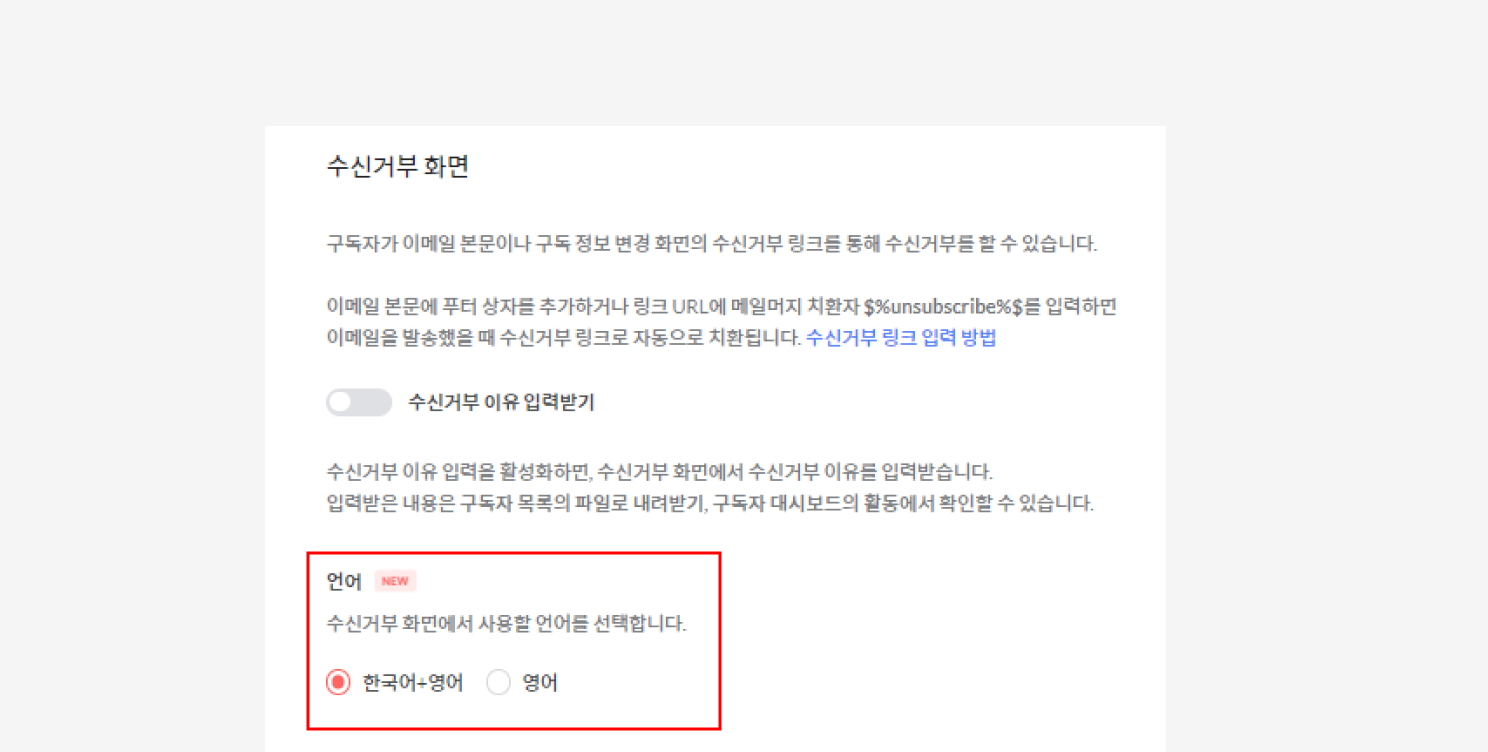 수신거부 화면
구독자가 이메일 본문이나 구독 정보 변경 화면의 수신거부 링크를 통해 수신거부를 할 수 있습니다.
이메일 본문에 푸터 상자를 추가하거나 링크 URL에 메일머지 치환자 $%unsubscribe%$를 입력하면
이메일을 발송했을 때 수신거부 링크로 자동으로 치환됩니다. 수신거부 링크 입력 방법
수신거부 이유 입력받기
수신거부 이유 입력을 활성화하면, 수신거부 화면에서 수신거부 이유를 입력받습니다.
입력받은 내용은 구독자 목록의 파일로 내려받기, 구독자 대시보드의 활동에서 확인할 수 있습니다.
언어 NEW
수신거부 화면에서 사용할 언어를 선택합니다.
한국어+영어 영어